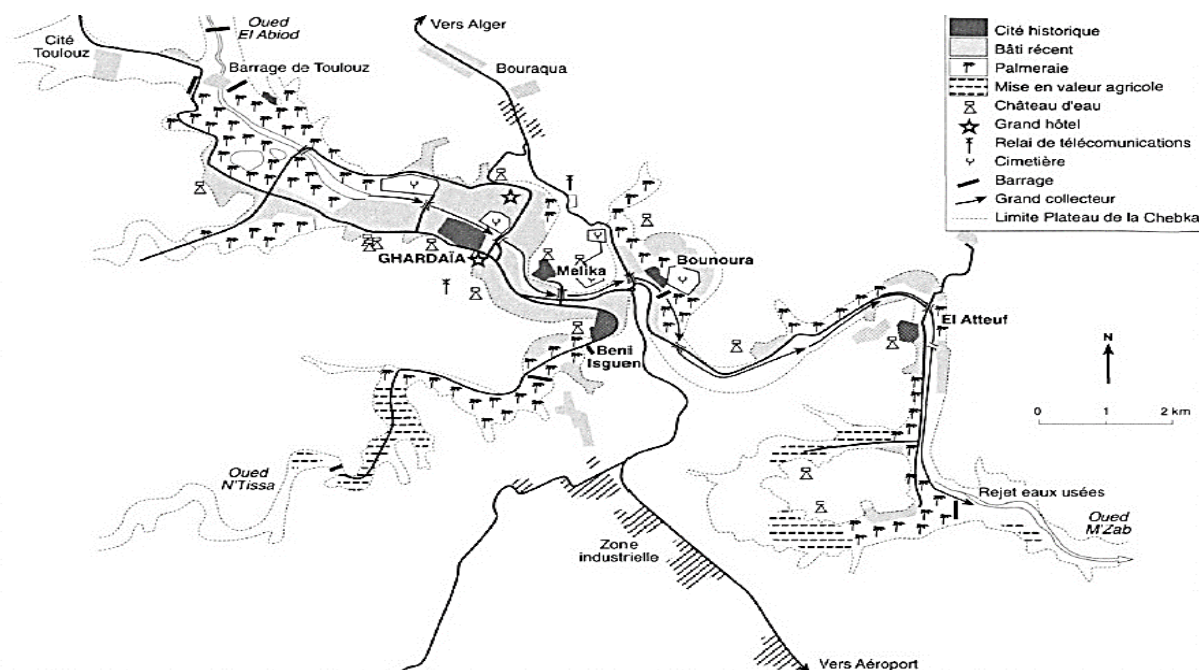 Oued
El Abiod
Cité
Toulouz
Barrage de Toulouz
Vers Alger
Bouraqua
Cité historique
Bâti récent
Palmeraie
Mise en valeur agricole
Château d'eau
Grand hôtel
Relai de télécomunications
Cimetière
Barrage
Grand collecteur
Limite Plateau de la Chebka
GHARDAÏA
Melika
Bounoura
Benii
Isguen
El Atteuf
N
0 1 2 km
Oued
N'Tissa
Rejet eaux usées
Oued
M'Zab
Zone
industrielle
Vers Aéroport